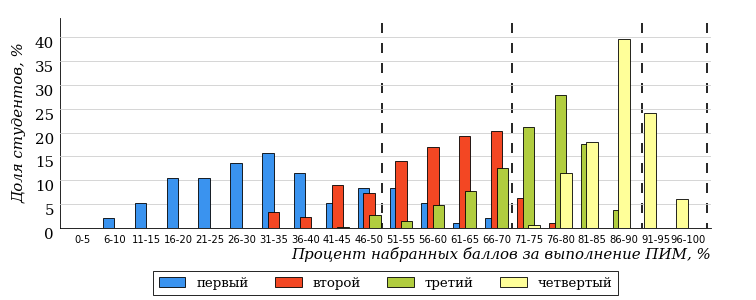 Доля студентов, %
40
35
30
25
20
15
10
5
0
0-5 6-10 11-15 16-20 21-25 26-30 31-35 36-40 41-45 46-50 51-55 56-60 61-65 66-70 71-75 76-80 81-85 86-90 91-95 96-100
Процент набранных баллов за выполнение ПИМ, %
первый второй третий четвертый